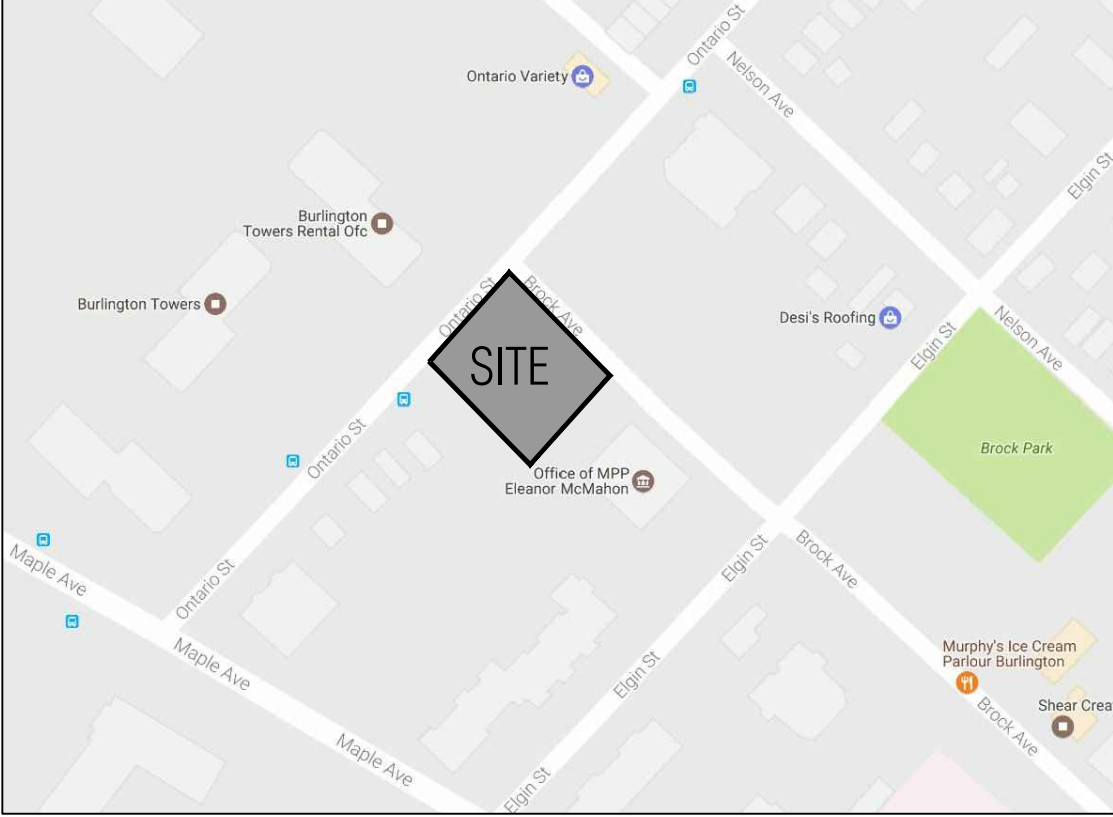 Ontario St
Ontario Variety
Nelson Ave
Elgin St
Burlington
Towers Rental Ofc
Burlington Towers
Ontario St
Brock Ave
Desi's Roofing
Elgin St
Nelson Ave
SITE
Ontario St
Brock Park
Office of MPP
Eleanor McMahon
Maple Ave
Ontario St
Elgin St
Brock Ave
Maple Ave
Elgin St
Murphy's Ice Cream
Parlour Burlington
Shear Crea
Brock Ave
Maple Ave
Elgin St